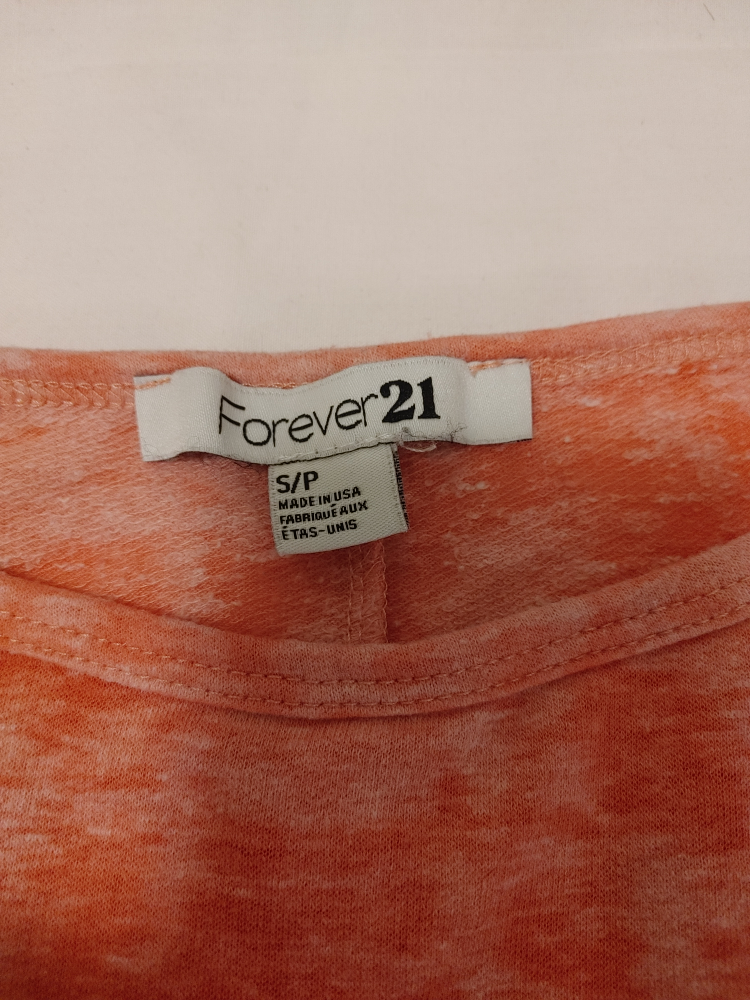 Forever21
S/P
MADE IN USA
FABRIQUÉ AUX
ÉTAS-UNIS